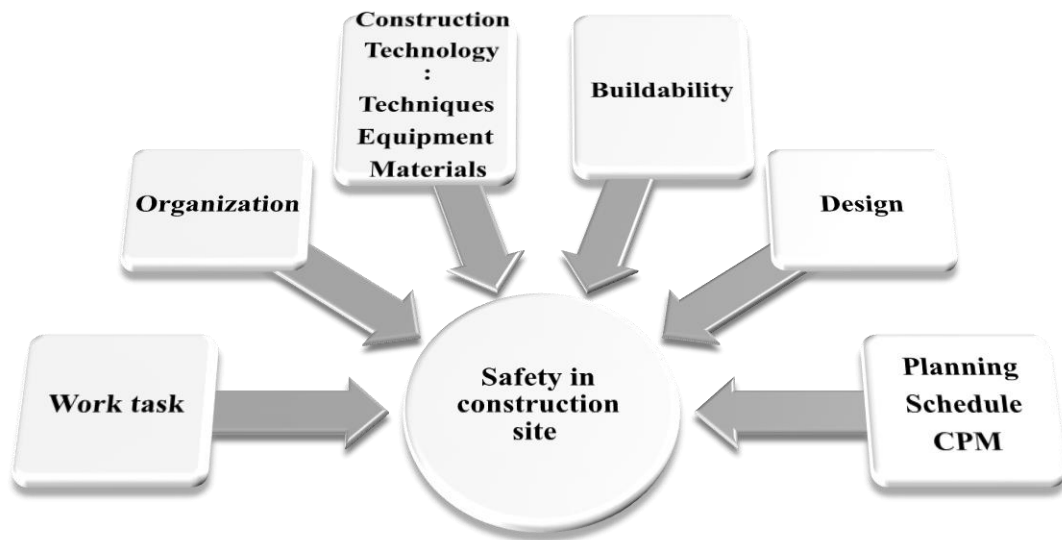 Construction
Technology
:
Techniques
Equipment
Materials
Buildability
Organization
Design
Work task
Safety in
construction
site
Planning
Schedule
CPM